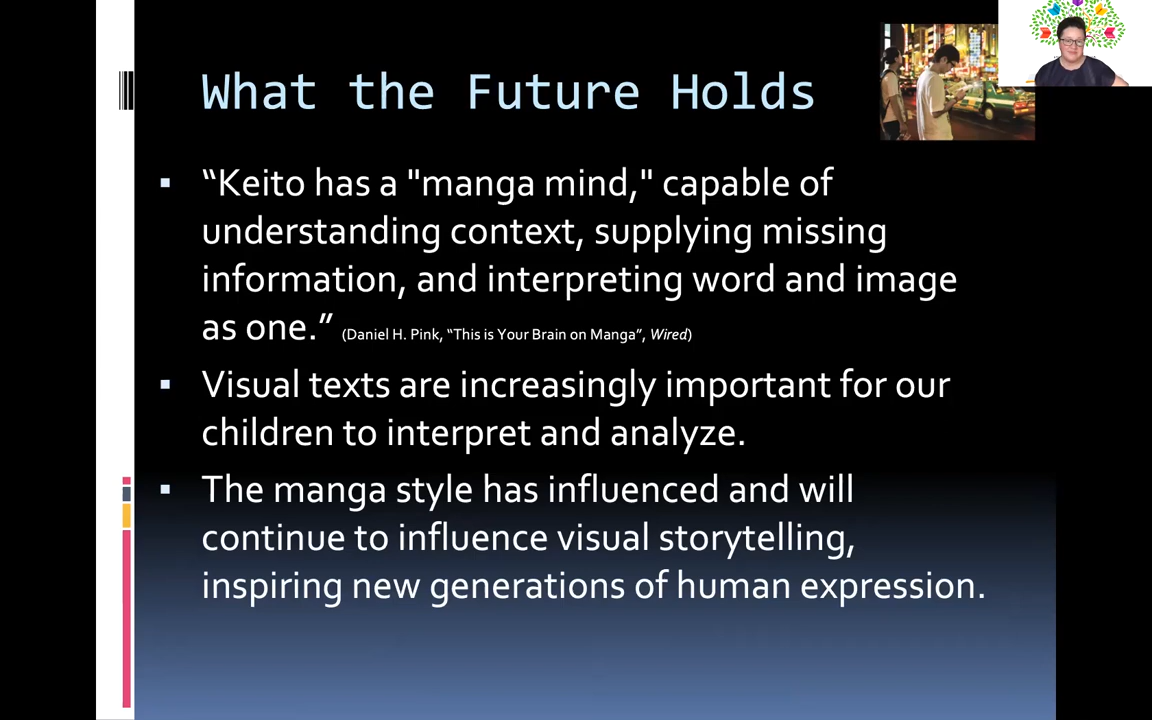 What the Future Holds
“Keito has a "manga mind," capable of
understanding context, supplying missing
information, and interpreting word and image
as one.” (Daniel H. Pink, “This is Your Brain on Manga”, Wired)
Visual texts are increasingly important for our
children to interpret and analyze.
The manga style has influenced and will
continue to influence visual storytelling,
inspiring new generations of human expression.